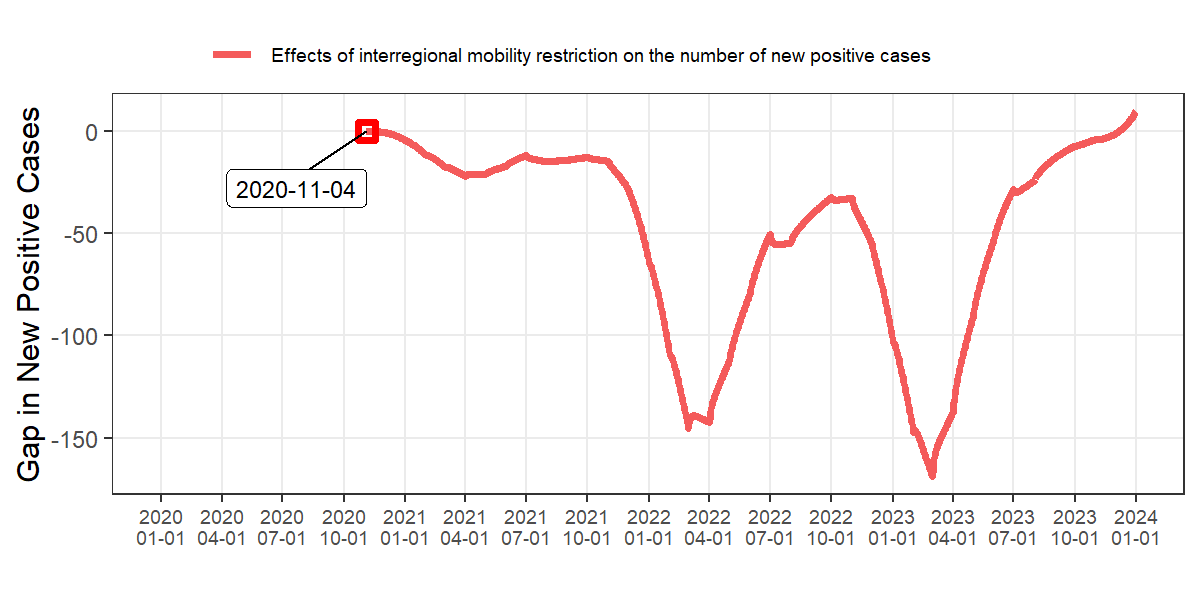 Effects of interregional mobility restriction on the number of new positive cases
Gap in New Positive Cases
0
-50
-100
-150
2020-11-04
2020 2020 2020 2020 2021 2021 2021 2021 2022 2022 2022 2022 2023 2023 2023 2023 2024
01-01 04-01 07-01 10-01 01-01 04-01 07-01 10-01 01-01 04-01 07-01 10-01 01-01 04-01 07-01 10-01 01-01